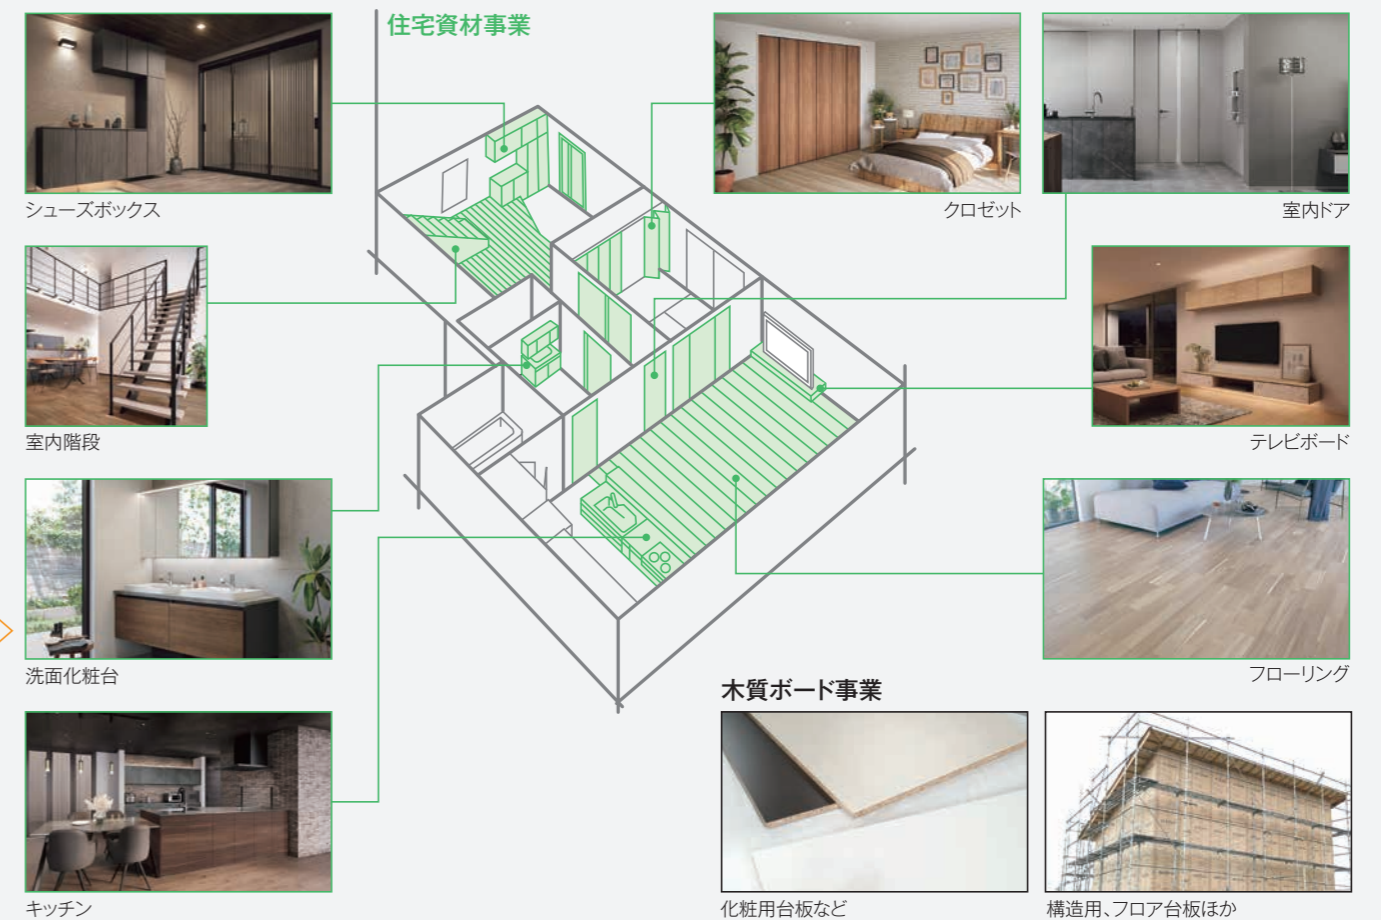 住宅資材事業
シューズボックス
クロゼット
室内ドア
室内階段
テレビボード
洗面化粧台
フローリング
キッチン
木質ボード事業
化粧用台板など
構造用、フロア台板ほか